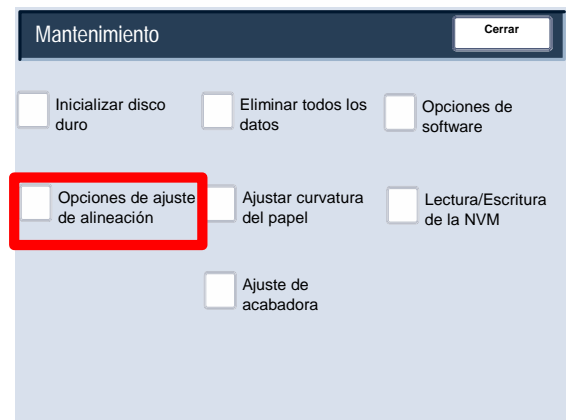 Mantenimiento
Cerrar
Inicializar disco
duro
Eliminar todos los
datos
Opciones de
software
Opciones de ajuste
de alineación
Ajustar curvatura
del papel
Lectura/Escritura
de la NVM
Ajuste de
acabadora